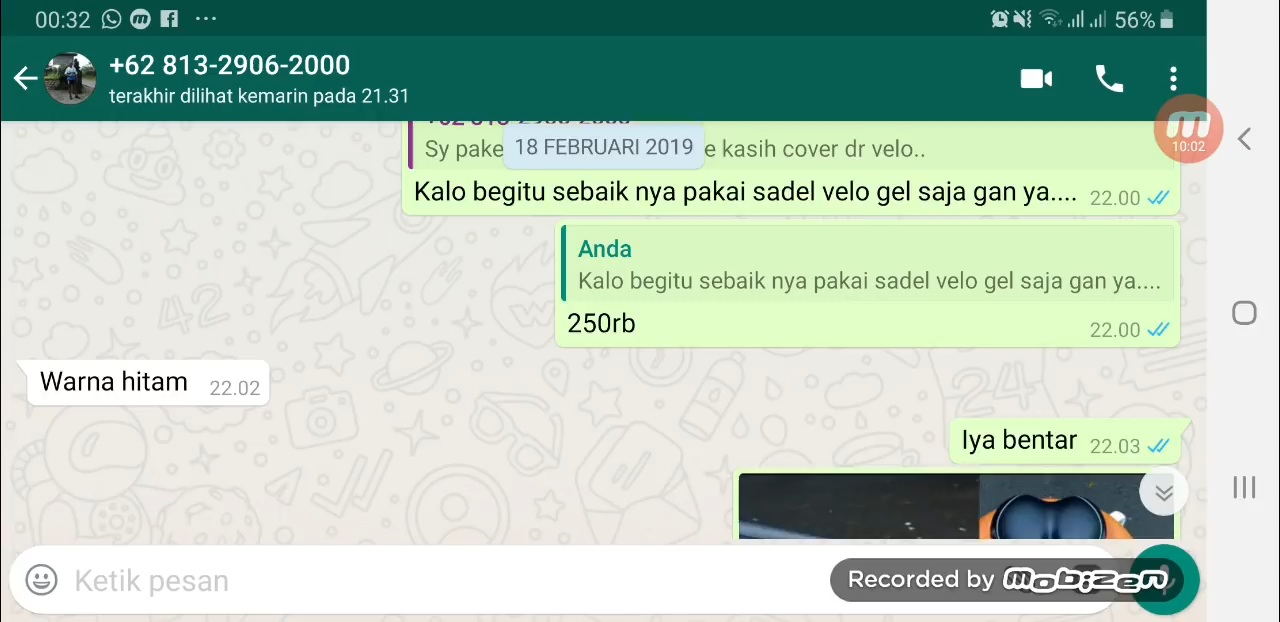 00:32
56%
+62 813-2906-2000
terakhir dilihat kemarin pada 21.31
10:02
18 FEBRUARI 2019
Sy pake
e kasih cover dr velo..
Kalo begitu sebaik nya pakai sadel velo gel saja gan ya.... 22.00
Anda
Kalo begitu sebaik nya pakai sadel velo gel saja gan ya....
250rb 22.00
Warna hitam 22.02
Iya bentar 22.03
Ketik pesan
Recorded by mobizen